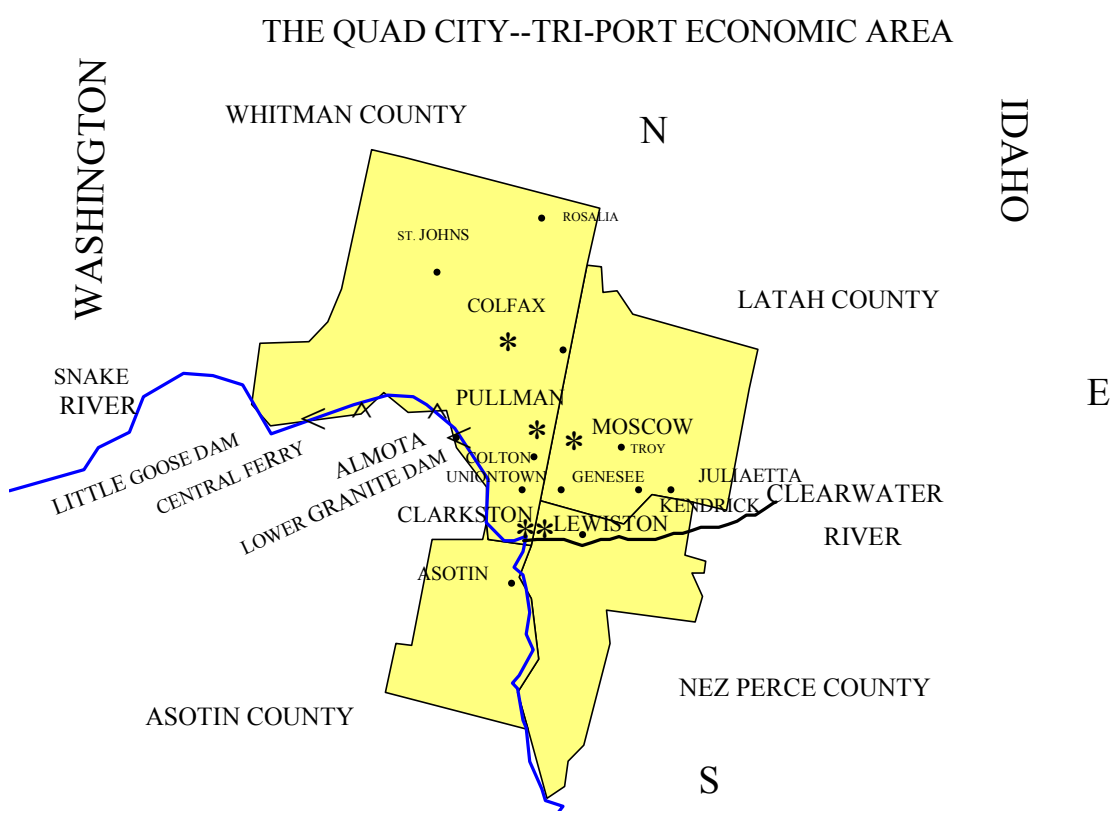 THE QUAD CITY--TRI-PORT ECONOMIC AREA
WASHINGTON
WHITMAN COUNTY
N
IDAHO
ROSALIA
ST. JOHNS
COLFAX
LATAH COUNTY
SNAKE
RIVER
E
PULLMAN
MOSCOW
TROY
LITTLE GOOSE DAM
CENTRAL FERRY
ALMOTA
LOWER GRANITE DAM
COLTON
UNIONTOWN
GENESEE
JULIAETTA
KENDRICK
CLEARWATER
RIVER
CLARKSTON
LEWISTON
ASOTIN
NEZ PERCE COUNTY
ASOTIN COUNTY
S